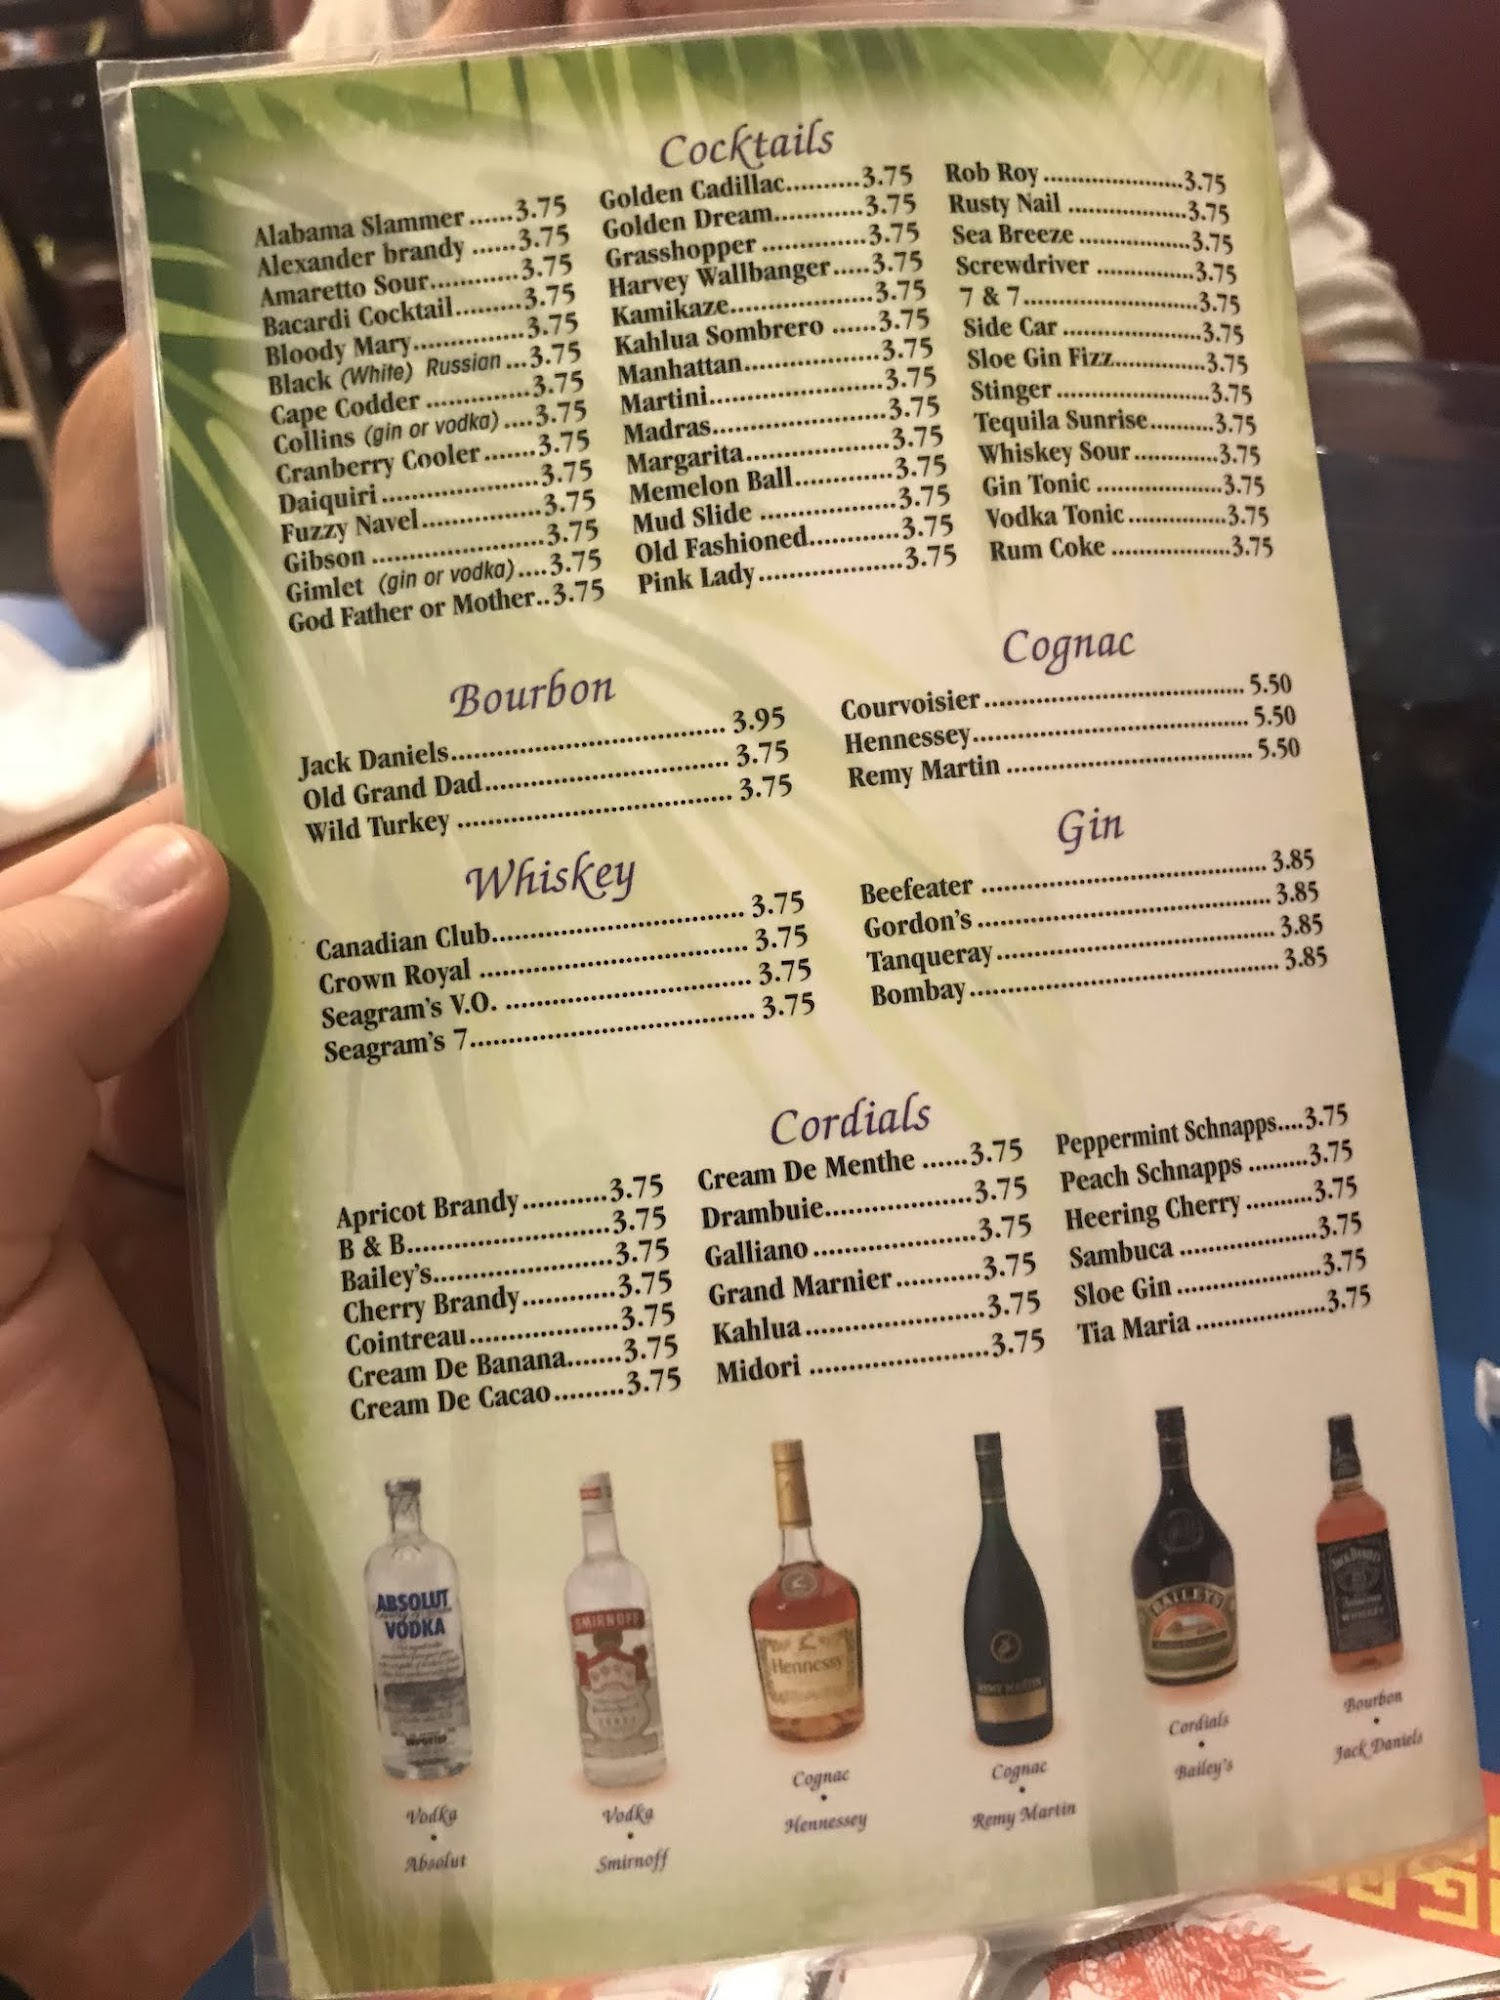 Cocktails
Alabama Slammer......3.75
Alexander brandy ......3.75
Amaretto Sour...........3.75
Bacardi Cocktail.........3.75
Bloody Mary..............3.75
Black (White) Russian ...3.75
Cape Codder ..............3.75
Collins (gin or vodka) ....3.75
Cranberry Cooler.......3.75
Daiquiri.....................3.75
Fuzzy Navel................3.75
Gibson .......................3.75
Gimlet (gin or vodka)....3.75
God Father or Mother..3.75
Golden Cadillac..........3.75
Golden Dream............3.75
Grasshopper ..............3.75
Harvey Wallbanger.....3.75
Kamikaze...................3.75
Kahlua Sombrero ......3.75
Manhattan..................3.75
Martini.......................3.75
Madras.......................3.75
Margarita...................3.75
Memelon Ball.............3.75
Mud Slide ..................3.75
Old Fashioned............3.75
Pink Lady...................3.75
Rob Roy.....................3.75
Rusty Nail .................3.75
Sea Breeze .................3.75
Screwdriver ..............3.75
7 & 7.........................3.75
Side Car ....................3.75
Sloe Gin Fizz.............3.75
Stinger ......................3.75
Tequila Sunrise.........3.75
Whiskey Sour............3.75
Gin Tonic ..................3.75
Vodka Tonic..............3.75
Rum Coke .................3.75
Bourbon
Jack Daniels.................................... 3.95
Old Grand Dad................................ 3.75
Wild Turkey .................................... 3.75
Cognac
Courvoisier..................................... 5.50
Hennessey....................................... 5.50
Remy Martin ................................... 5.50
Whiskey
Canadian Club................................. 3.75
Crown Royal ................................... 3.75
Seagram's V.O. ................................ 3.75
Seagram's 7..................................... 3.75
Gin
Beefeater ........................................ 3.85
Gordon's ......................................... 3.85
Tanqueray....................................... 3.85
Bombay........................................... 3.85
Cordials
Apricot Brandy...........3.75
B & B..........................3.75
Bailey's.......................3.75
Cherry Brandy............3.75
Cointreau...................3.75
Cream De Banana.......3.75
Cream De Cacao.........3.75
Cream De Menthe ......3.75
Drambuie...................3.75
Galliano .....................3.75
Grand Marnier...........3.75
Kahlua.......................3.75
Midori .......................3.75
Peppermint Schnapps....3.75
Peach Schnapps .........3.75
Heering Cherry..........3.75
Sambuca ...................3.75
Sloe Gin ....................3.75
Tia Maria ..................3.75
ABSOLUT
VODKA
IMPORTED
SMIRNOFF
Hennessy
REMY MARTIN
BAILEYS
JACK DANIEL'S
WHISKEY
Vodka
•
Absolut
Vodka
•
Smirnoff
Cognac
•
Hennessey
Cognac
•
Remy Martin
Cordials
•
Bailey's
Bourbon
•
Jack Daniels